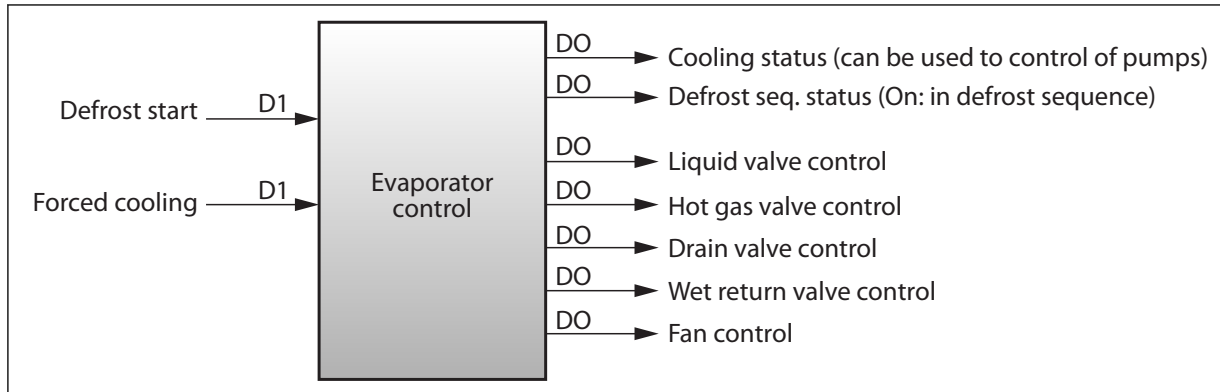 Defrost start
D1
Forced cooling
D1
Evaporator
control
DO
Cooling status (can be used to control of pumps)
DO
Defrost seq. status (On: in defrost sequence)
DO
Liquid valve control
DO
Hot gas valve control
DO
Drain valve control
DO
Wet return valve control
DO
Fan control